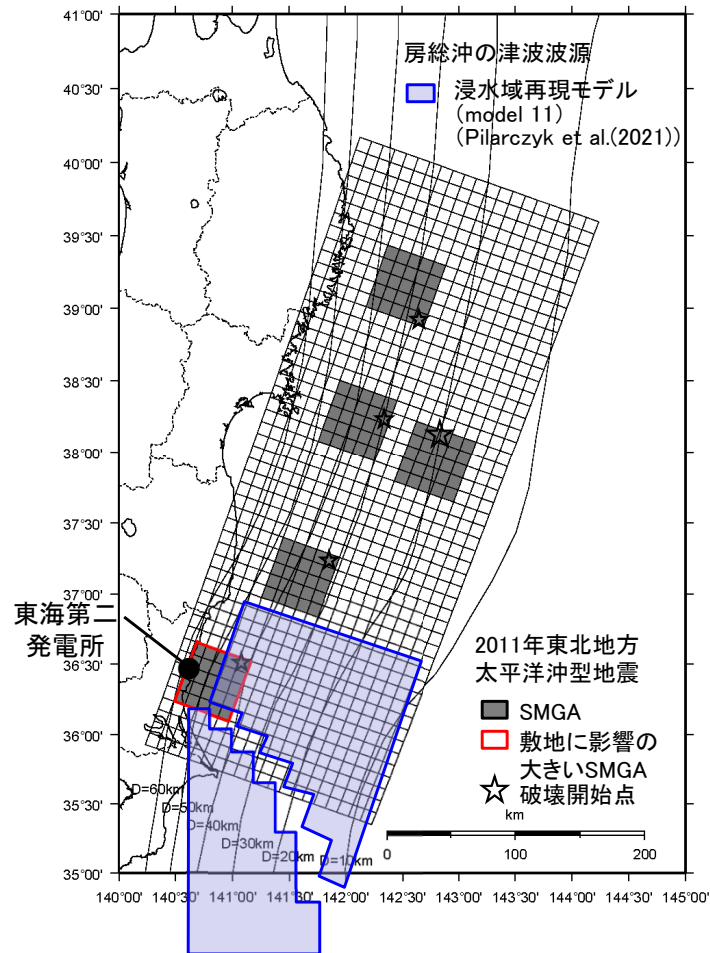 41°00'
40°30'
40°00'
39°30'
39°00'
38°30'
38°00'
37°30'
37°00'
36°30'
36°00'
35°30'
35°00'
房総沖の津波波源
浸水域再現モデル
(model 11)
(Pilarczyk et al.(2021))
東海第二
発電所
2011年東北地方
太平洋沖型地震
SMGA
敷地に影響の
大きいSMGA
破壊開始点
km
0 100 200
D=60km
D=50km
D=40km
D=30km
D=20km
D=10km
140°00' 140°30' 141°00' 141°30' 142°00' 142°30' 143°00' 143°30' 144°00' 144°30' 145°00'